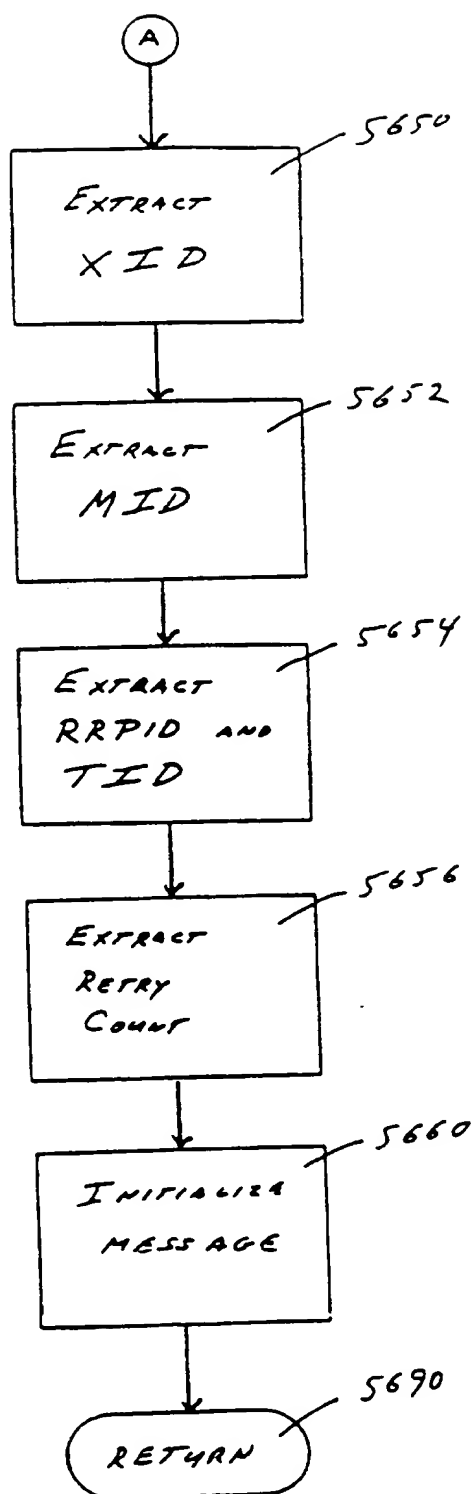 A
5650
EXTRACT
XID
5652
EXTRACT
MID
5654
EXTRACT
RRPID AND
TID
5656
EXTRACT
RETRY
COUNT
5660
INITIALIZE
MESSAGE
5690
RETURN